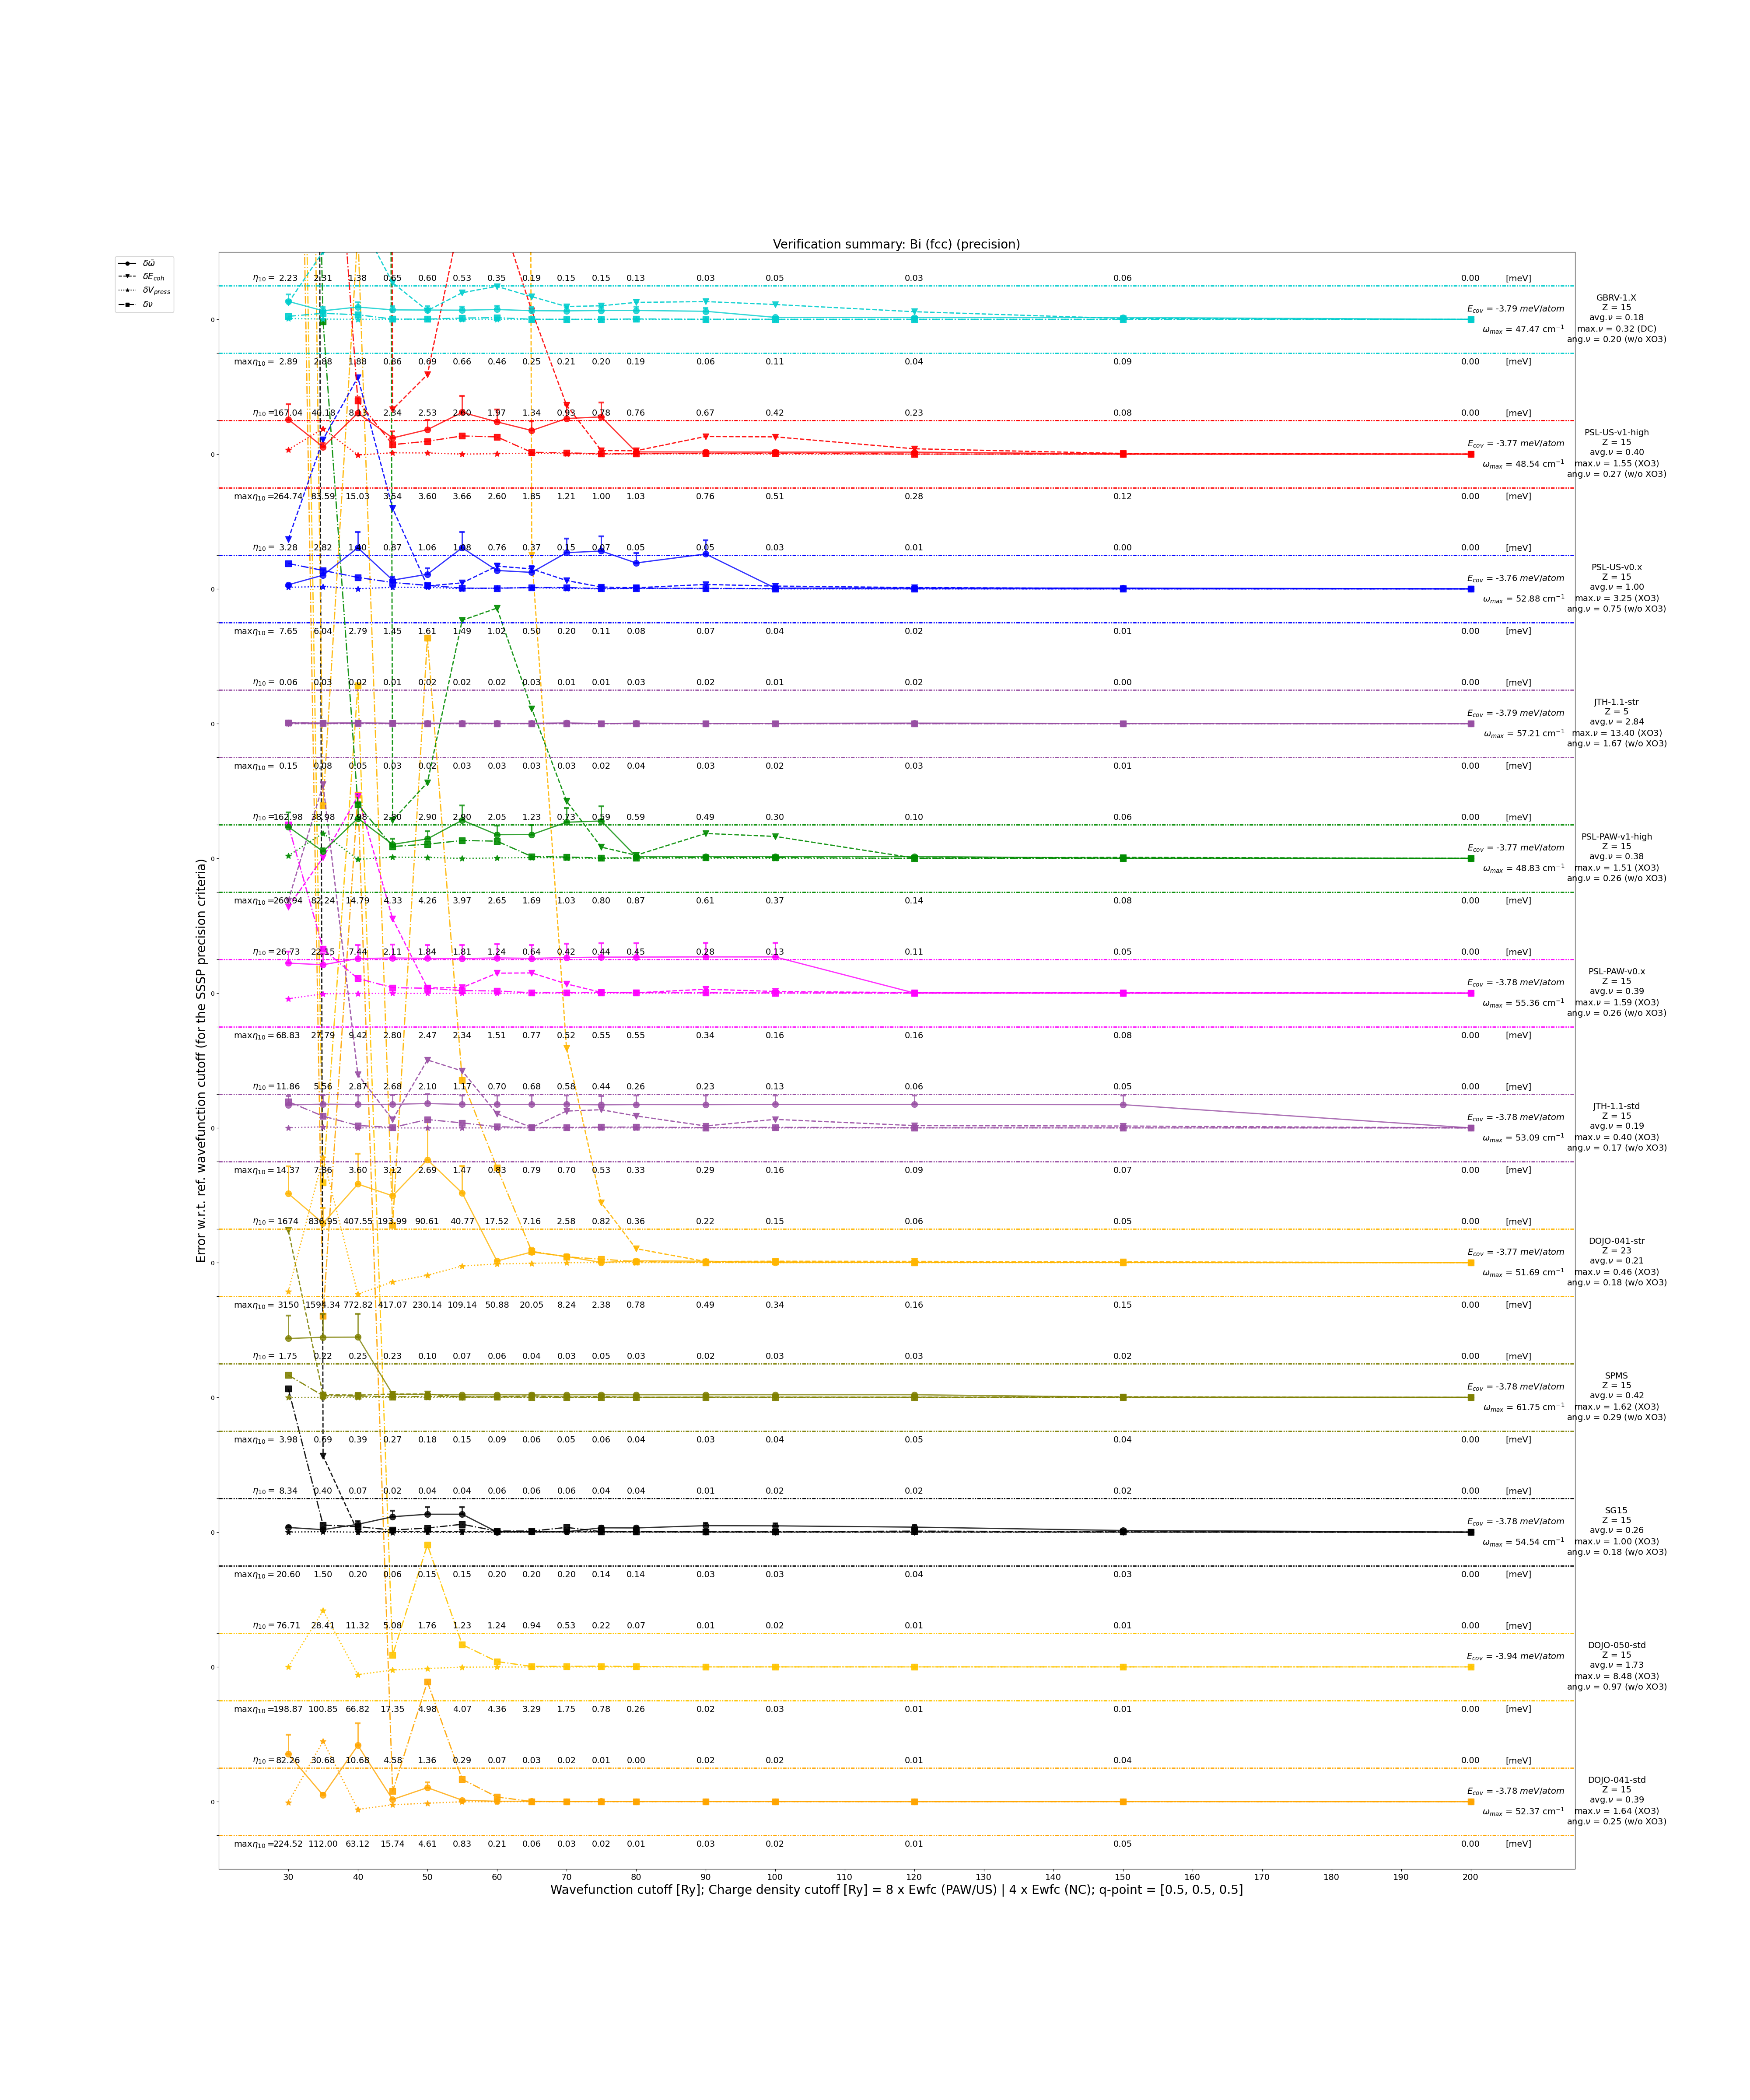 Verification summary: Bi (fcc) (precision)
δω̄
δE_coh
δV_press
δν
η₁₀ = 2.23 2.31 1.38 0.65 0.60 0.53 0.35 0.19 0.15 0.15 0.13 0.03 0.05 0.03 0.06 0.00 [meV]
0
E_cov = -3.79 meV/atom
ω_max = 47.47 cm⁻¹
GBRV-1.X
Z = 15
avg.ν = 0.18
max.ν = 0.32 (DC)
ang.ν = 0.20 (w/o XO3)
maxη₁₀ = 2.89 2.88 1.88 0.86 0.69 0.66 0.46 0.25 0.21 0.20 0.19 0.06 0.11 0.04 0.09 0.00 [meV]
η₁₀ = 167.04 40.18 2.53 1.97 1.34 0.93 0.78 0.76 0.67 0.42 0.23 0.08 0.00 [meV]
0
E_cov = -3.77 meV/atom
ω_max = 48.54 cm⁻¹
PSL-US-v1-high
Z = 15
avg.ν = 0.40
max.ν = 1.55 (XO3)
ang.ν = 0.27 (w/o XO3)
maxη₁₀ = 264.74 83.59 15.03 3.54 3.60 3.66 2.60 1.85 1.21 1.00 1.03 0.76 0.51 0.28 0.12 0.00 [meV]
η₁₀ = 3.28 2.82 0.87 1.06 0.76 0.37 0.15 0.07 0.05 0.05 0.03 0.01 0.00 0.00 [meV]
0
E_cov = -3.76 meV/atom
ω_max = 52.88 cm⁻¹
PSL-US-v0.x
Z = 15
avg.ν = 1.00
max.ν = 3.25 (XO3)
ang.ν = 0.75 (w/o XO3)
maxη₁₀ = 7.65 6.04 2.79 1.45 1.61 1.49 1.02 0.50 0.20 0.11 0.08 0.07 0.04 0.02 0.01 0.00 [meV]
η₁₀ = 0.06 0.03 0.02 0.01 0.02 0.02 0.02 0.03 0.01 0.01 0.03 0.02 0.01 0.02 0.00 0.00 [meV]
0
E_cov = -3.79 meV/atom
ω_max = 57.21 cm⁻¹
JTH-1.1-str
Z = 5
avg.ν = 2.84
max.ν = 13.40 (XO3)
ang.ν = 1.67 (w/o XO3)
maxη₁₀ = 0.15 0.08 0.05 0.03 0.02 0.03 0.03 0.03 0.03 0.02 0.04 0.03 0.02 0.03 0.01 0.00 [meV]
η₁₀ = 162.98 38.98 7.98 2.90 2.90 2.05 1.23 0.73 0.59 0.59 0.49 0.30 0.10 0.06 0.00 [meV]
0
E_cov = -3.77 meV/atom
ω_max = 48.83 cm⁻¹
PSL-PAW-v1-high
Z = 15
avg.ν = 0.38
max.ν = 1.51 (XO3)
ang.ν = 0.26 (w/o XO3)
maxη₁₀ = 260.94 82.24 14.79 4.33 4.26 3.97 2.65 1.69 1.03 0.80 0.87 0.61 0.37 0.14 0.08 0.00 [meV]
η₁₀ = 26.73 22.15 7.44 2.11 1.84 1.81 1.24 0.64 0.42 0.44 0.45 0.28 0.13 0.11 0.05 0.00 [meV]
0
E_cov = -3.78 meV/atom
ω_max = 55.36 cm⁻¹
PSL-PAW-v0.x
Z = 15
avg.ν = 0.39
max.ν = 1.59 (XO3)
ang.ν = 0.26 (w/o XO3)
maxη₁₀ = 68.83 27.79 9.42 2.80 2.47 2.34 1.51 0.77 0.52 0.55 0.55 0.34 0.16 0.16 0.08 0.00 [meV]
η₁₀ = 11.86 5.56 2.87 2.68 2.10 1.17 0.70 0.68 0.58 0.44 0.26 0.23 0.13 0.06 0.05 0.00 [meV]
0
E_cov = -3.78 meV/atom
ω_max = 53.09 cm⁻¹
JTH-1.1-std
Z = 15
avg.ν = 0.19
max.ν = 0.40 (XO3)
ang.ν = 0.17 (w/o XO3)
maxη₁₀ = 14.37 7.86 3.60 3.12 2.69 1.47 0.83 0.79 0.70 0.53 0.33 0.29 0.16 0.09 0.07 0.00 [meV]
η₁₀ = 1674 836.95 407.55 193.99 90.61 40.77 17.52 7.16 2.58 0.82 0.36 0.22 0.15 0.06 0.05 0.00 [meV]
0
E_cov = -3.77 meV/atom
ω_max = 51.69 cm⁻¹
DOJO-041-str
Z = 23
avg.ν = 0.21
max.ν = 0.46 (XO3)
ang.ν = 0.18 (w/o XO3)
maxη₁₀ = 3150 1594.34 772.82 417.07 230.14 109.14 50.88 20.05 8.24 2.38 0.78 0.49 0.34 0.16 0.15 0.00 [meV]
η₁₀ = 1.75 0.22 0.25 0.23 0.10 0.07 0.06 0.04 0.03 0.05 0.03 0.02 0.03 0.03 0.02 0.00 [meV]
0
E_cov = -3.78 meV/atom
ω_max = 61.75 cm⁻¹
SPMS
Z = 15
avg.ν = 0.42
max.ν = 1.62 (XO3)
ang.ν = 0.29 (w/o XO3)
maxη₁₀ = 3.98 0.69 0.39 0.27 0.18 0.15 0.09 0.06 0.05 0.06 0.04 0.03 0.04 0.05 0.04 0.00 [meV]
η₁₀ = 8.34 0.40 0.07 0.02 0.04 0.04 0.06 0.06 0.06 0.04 0.04 0.01 0.02 0.02 0.02 0.00 [meV]
0
E_cov = -3.78 meV/atom
ω_max = 54.54 cm⁻¹
SG15
Z = 15
avg.ν = 0.26
max.ν = 1.00 (XO3)
ang.ν = 0.18 (w/o XO3)
maxη₁₀ = 20.60 1.50 0.20 0.06 0.15 0.15 0.20 0.20 0.20 0.14 0.14 0.03 0.03 0.04 0.03 0.00 [meV]
η₁₀ = 76.71 28.41 11.32 5.08 1.76 1.23 1.24 0.94 0.53 0.22 0.07 0.01 0.02 0.01 0.01 0.00 [meV]
0
E_cov = -3.94 meV/atom
DOJO-050-std
Z = 15
avg.ν = 1.73
max.ν = 8.48 (XO3)
ang.ν = 0.97 (w/o XO3)
maxη₁₀ = 198.87 100.85 66.82 17.35 4.98 4.07 4.36 3.29 1.75 0.78 0.26 0.02 0.03 0.01 0.01 0.00 [meV]
η₁₀ = 82.26 30.68 10.68 4.58 1.36 0.29 0.07 0.03 0.02 0.01 0.00 0.02 0.02 0.01 0.04 0.00 [meV]
0
E_cov = -3.78 meV/atom
ω_max = 52.37 cm⁻¹
DOJO-041-std
Z = 15
avg.ν = 0.39
max.ν = 1.64 (XO3)
ang.ν = 0.25 (w/o XO3)
maxη₁₀ = 224.52 112.00 63.12 15.74 4.61 0.83 0.21 0.06 0.03 0.02 0.01 0.03 0.02 0.01 0.05 0.00 [meV]
Error w.r.t. ref. wavefunction cutoff (for the SSSP precision criteria)
30 40 50 60 70 80 90 100 110 120 130 140 150 160 170 180 190 200
Wavefunction cutoff [Ry]; Charge density cutoff [Ry] = 8 x Ewfc (PAW/US) | 4 x Ewfc (NC); q-point = [0.5, 0.5, 0.5]